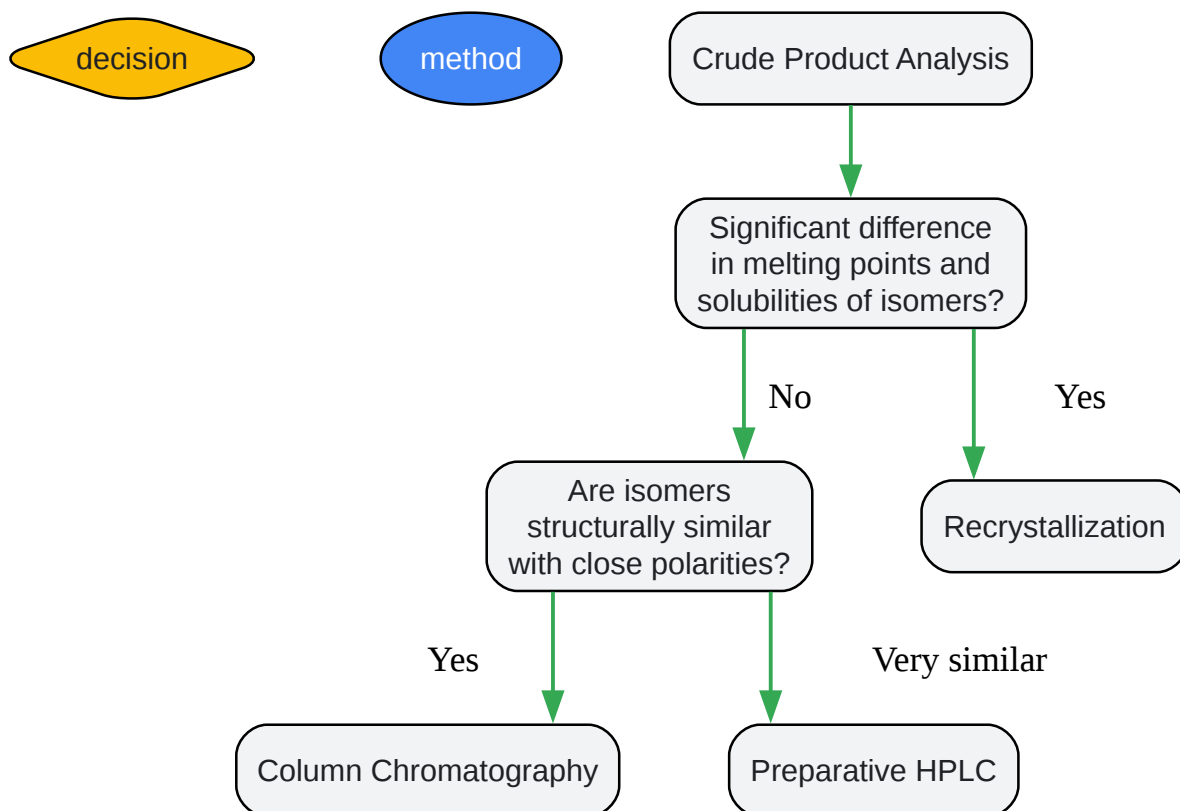 decision
method
Crude Product Analysis
Significant difference
in melting points and
solubilities of isomers?
No
Yes
Are isomers
structurally similar
with close polarities?
Recrystallization
Yes
Very similar
Column Chromatography
Preparative HPLC